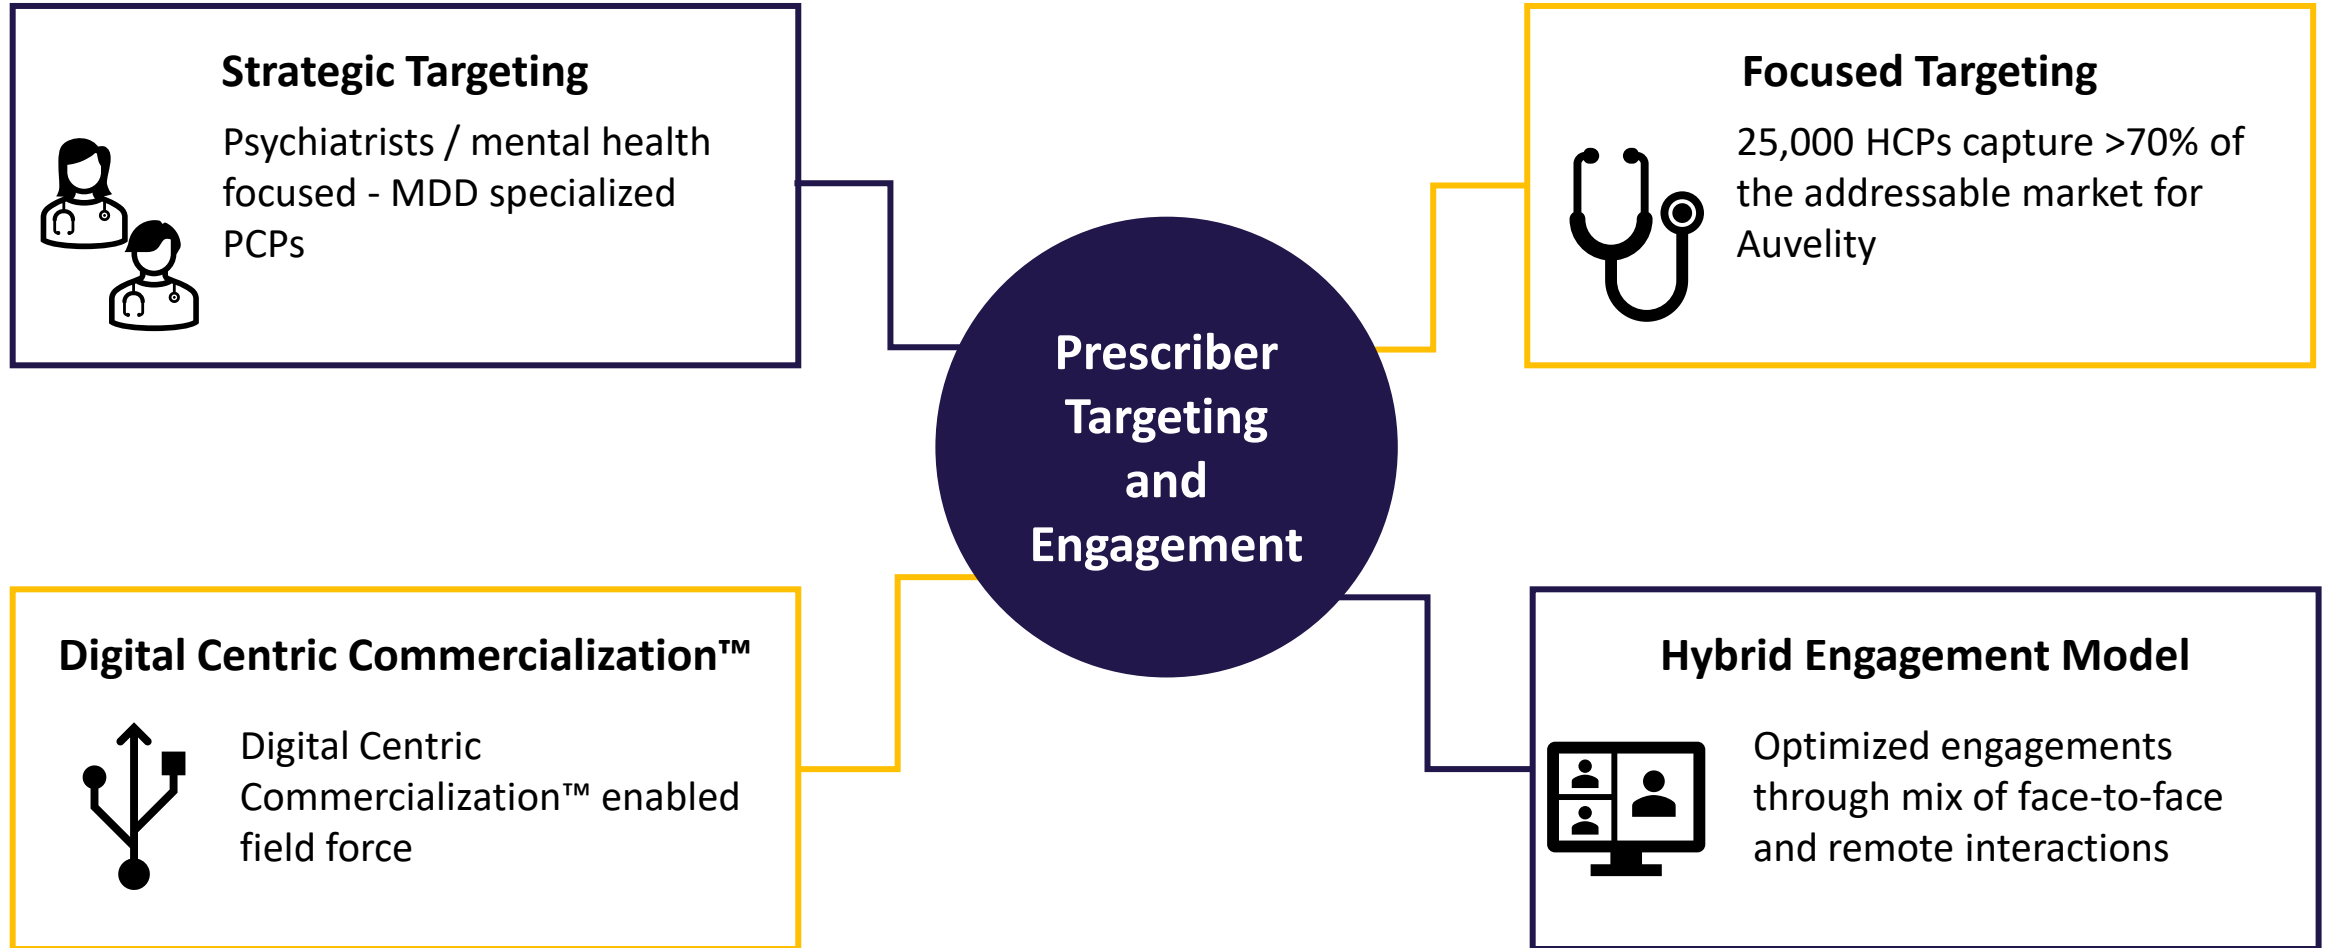 Strategic Targeting
Psychiatrists / mental health
focused - MDD specialized
PCPs
Focused Targeting
25,000 HCPs capture >70% of
the addressable market for
Auvelity
Prescriber
Targeting
and
Engagement
Digital Centric Commercialization™
Digital Centric
Commercialization™ enabled
field force
Hybrid Engagement Model
Optimized engagements
through mix of face-to-face
and remote interactions